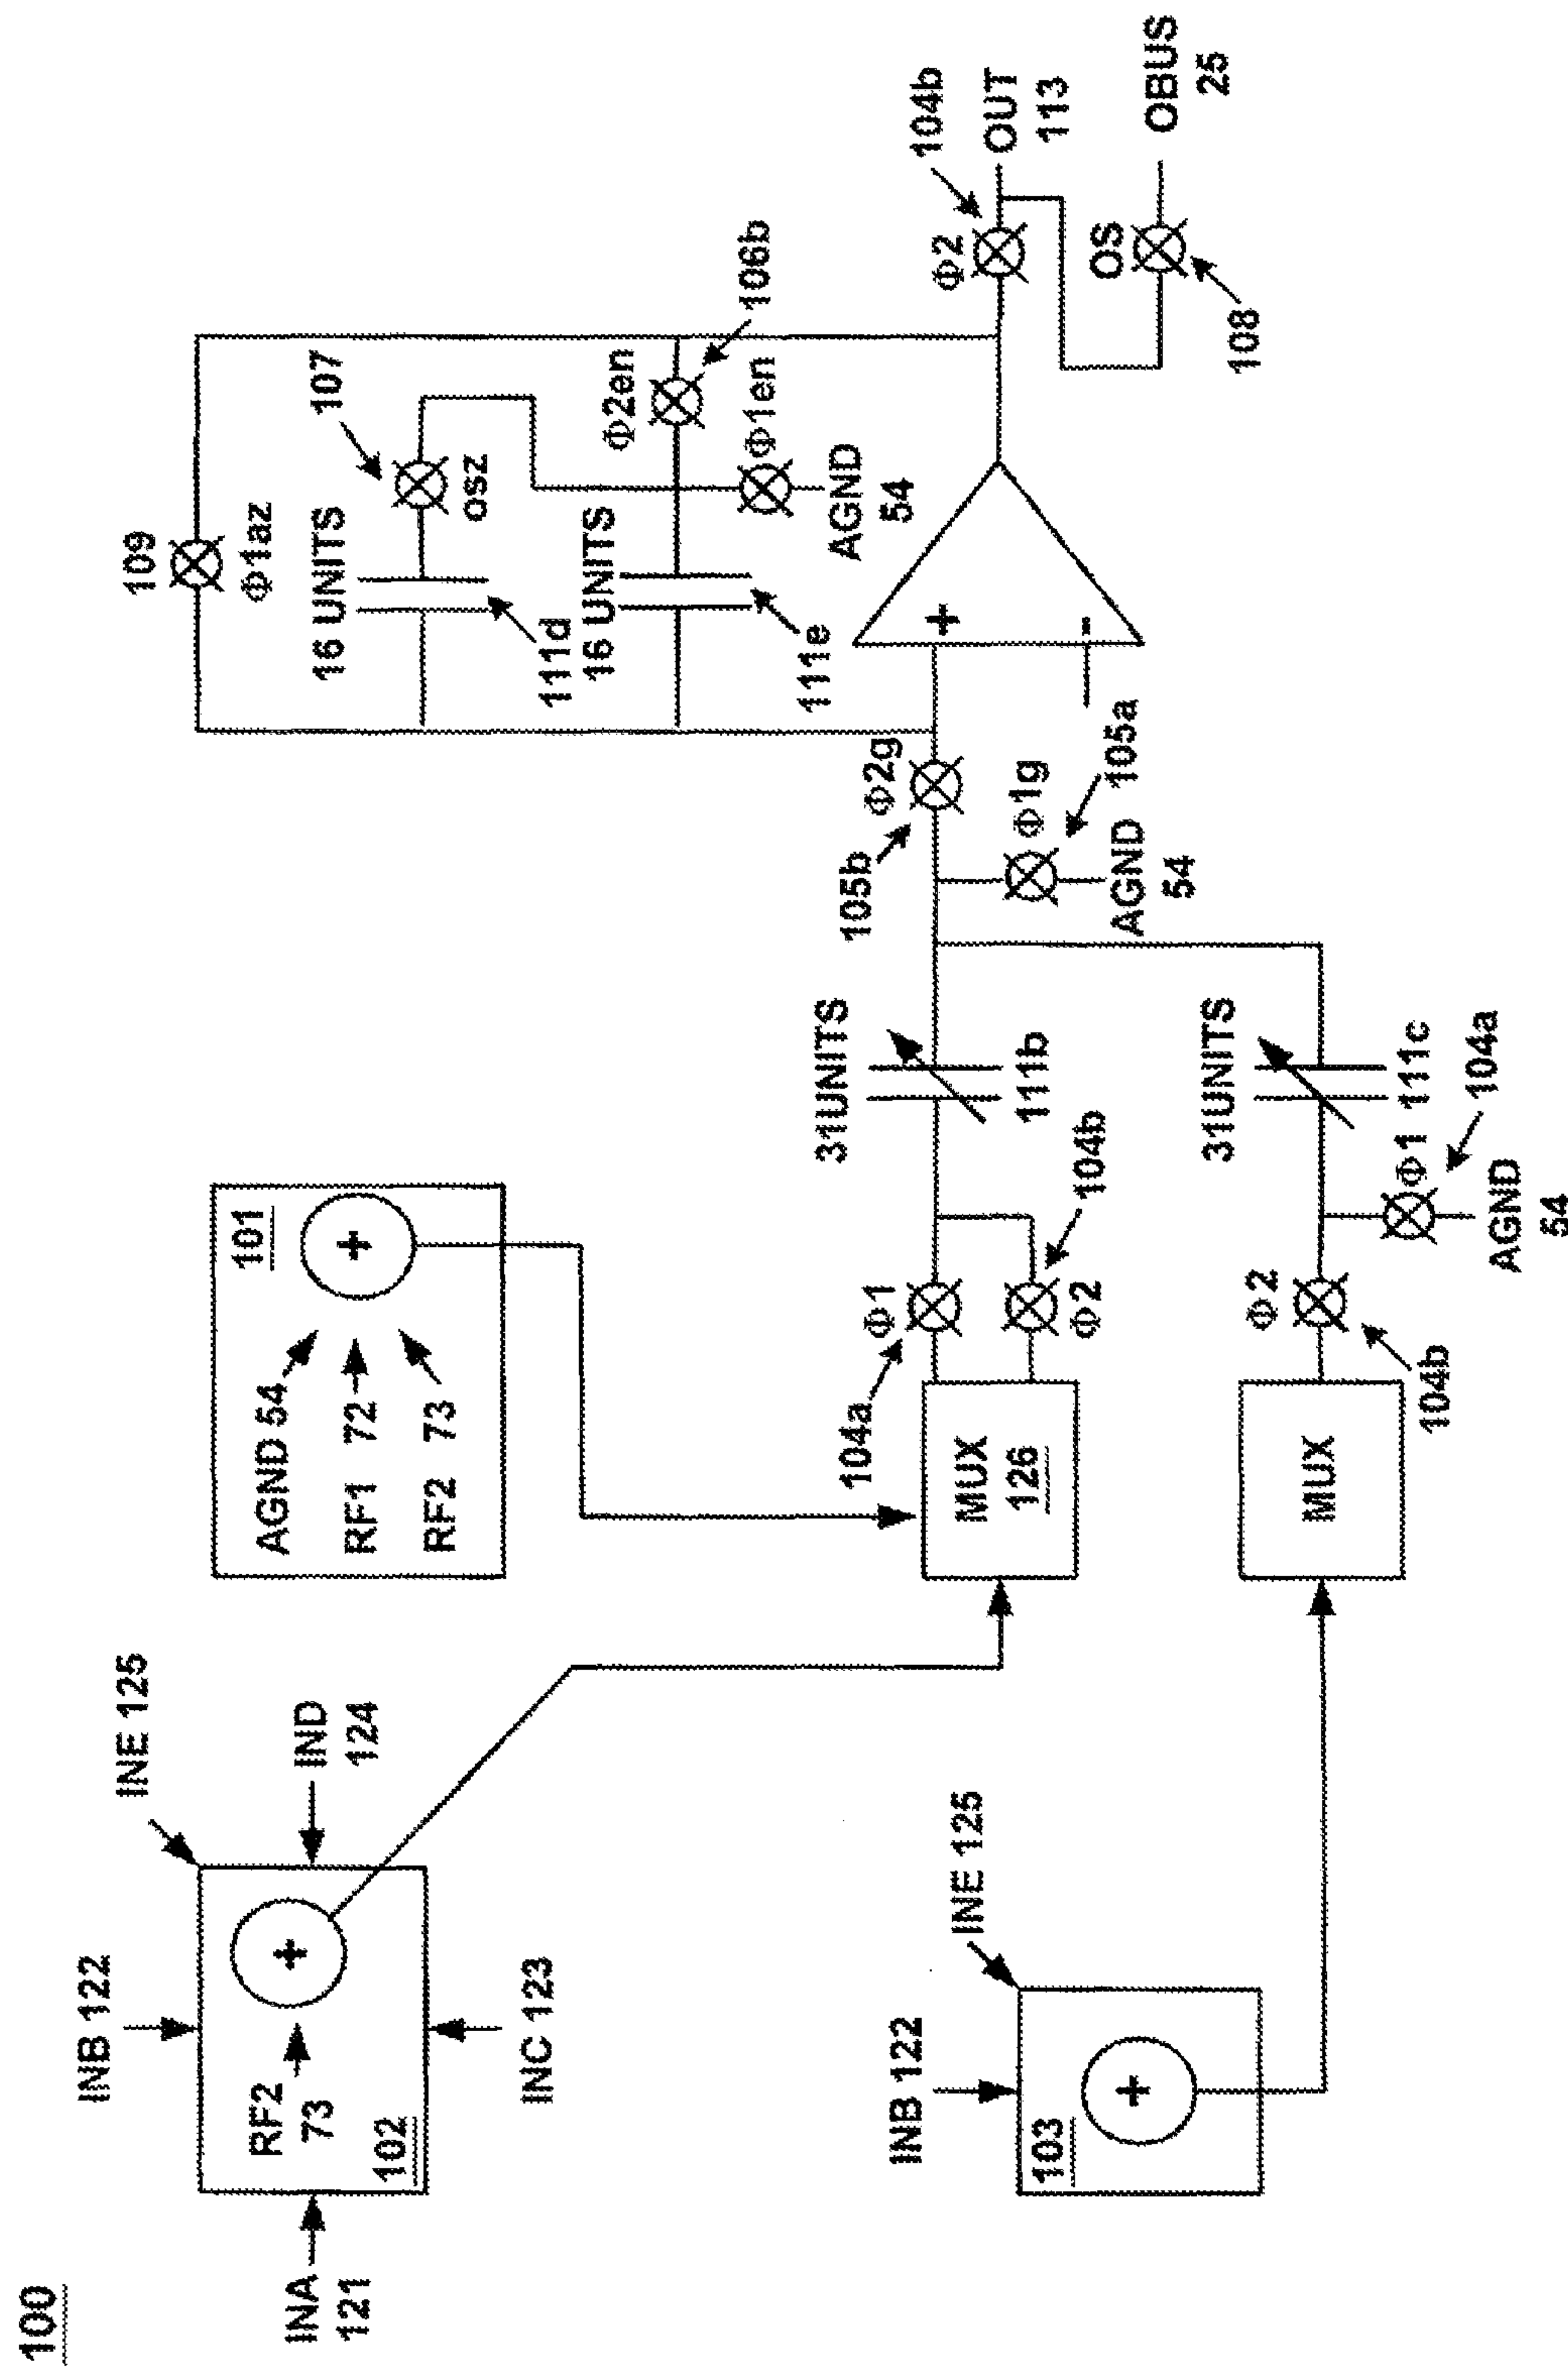 100
INA
121
INB 122
INE 125
IND
124
INC 123
RF2
73
102
+
AGND 54
RF1 72
RF2 73
101
+
INB 122
INE 125
103
+
MUX
126
MUX
104a
Φ1
Φ2
104b
31UNITS
111b
Φ2
104b
31UNITS
111c
Φ1
104a
AGND
54
105b
Φ2g
Φ1g
105a
AGND
54
109
Φ1az
16 UNITS
111d
107
osz
16 UNITS
111e
Φ2en
106b
Φ1en
AGND
54
+
-
Φ2
104b
OUT
113
OS
108
OBUS
25